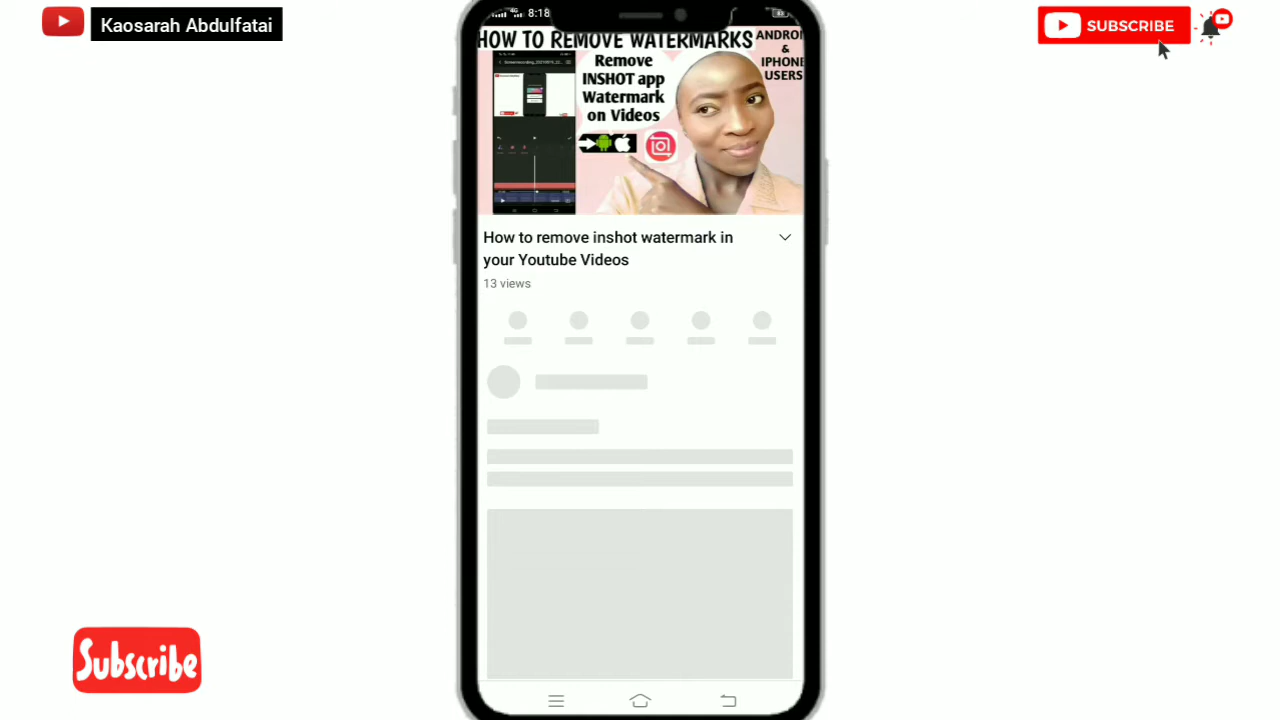 Kaosarah Abdulfatai
SUBSCRIBE
8:18
HOW TO REMOVE WATERMARKS
ANDROI
&
IPHONE
USERS
Remove
INSHOT app
Watermark
on Videos
How to remove inshot watermark in
your Youtube Videos
13 views
Subscribe